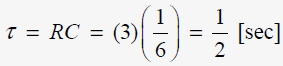 τ = RC = (3)(1/6) = 1/2 [sec]